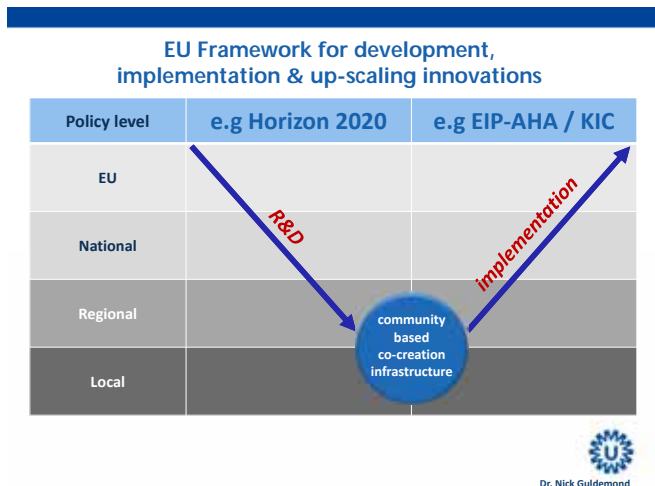 EU Framework for development,
implementation & up-scaling innovations
Policy level
e.g Horizon 2020
e.g EIP-AHA / KIC
EU
R&D
implementation
National
Regional
community
based
co-creation
infrastructure
Local
U
Dr. Nick Guldemond